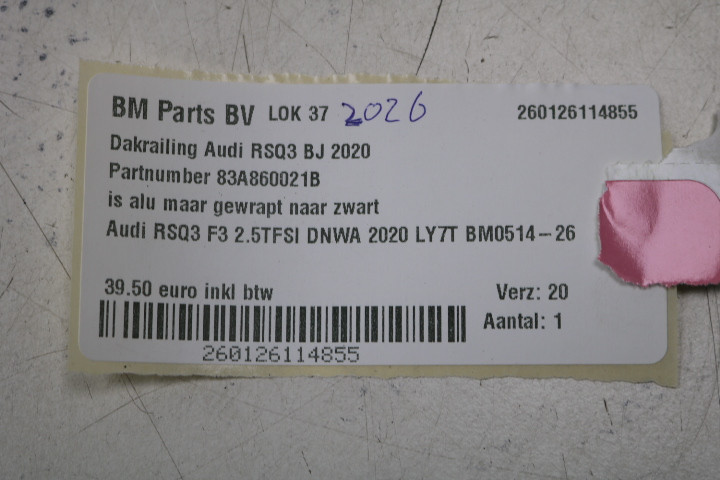 BM Parts BV LOK 37 2026 260126114855
Dakrailing Audi RSQ3 BJ 2020
Partnumber 83A860021B
is alu maar gewrapt naar zwart
Audi RSQ3 F3 2.5TFSI DNWA 2020 LY7T BM0514-26
39.50 euro inkl btw Verz: 20
Aantal: 1
260126114855